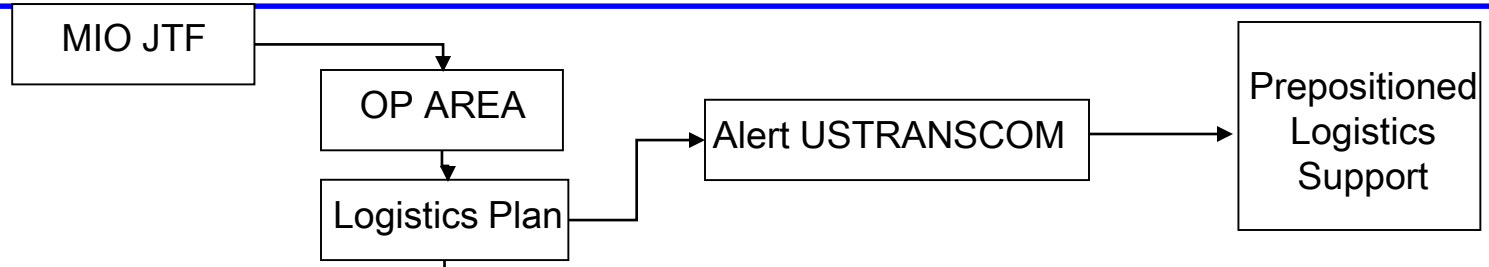 MIO JTF
OP AREA
Logistics Plan
Alert USTRANSCOM
Prepositioned
Logistics
Support